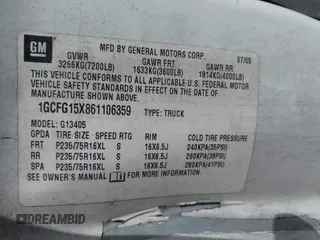 GM
MFD BY GENERAL MOTORS CORP. 07/05
GVWR GAWR FRT GAWR RR
3266KG(7200LB) 1633KG(3600LB) 1814KG(4000LB)
THIS VEHICLE CONFORMS TO ALL APPLICABLE U.S. FEDERAL MOTOR
VEHICLE SAFETY STANDARDS IN EFFECT ON THE DATE OF
MANUFACTURE SHOWN ABOVE.
1GCFG15X861106359 TYPE: TRUCK
MODEL: G13405
GPDA TIRE SIZE SPEED RTG RIM COLD TIRE PRESSURE
FRT P235/75R16XL S 16X6.5J 240KPA(35PSI)
RR P235/75R16XL S 16X6.5J 260KPA(38PSI)
SPA P235/75R16XL S 16X6.5J 280KPA(41PSI)
SEE OWNER'S MANUAL FOR ADDITIONAL INFORMATION
DREAMBID